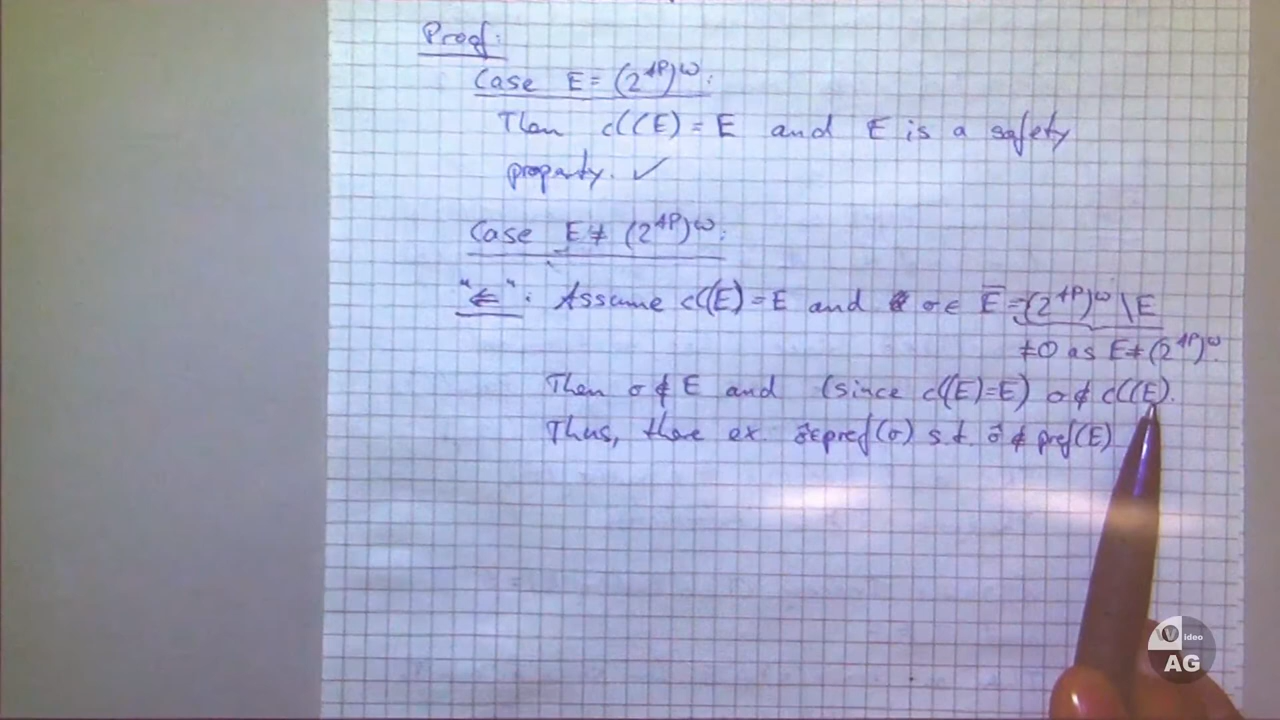 Proof:
Case E = (2^AP)^ω:
Then cl(E) = E and E is a safety
property. ✓
Case E ≠ (2^AP)^ω:
"⇐": Assume cl(E) = E and σ ∈ Ē = (2^AP)^ω \ E
≠ ∅ as E ≠ (2^AP)^ω.
Then σ ∉ E and (since cl(E) = E) σ ∉ cl(E).
Thus, there ex. σ̂ ∈ pref(σ) s.t. σ̂ ∉ pref(E)
Video
AG